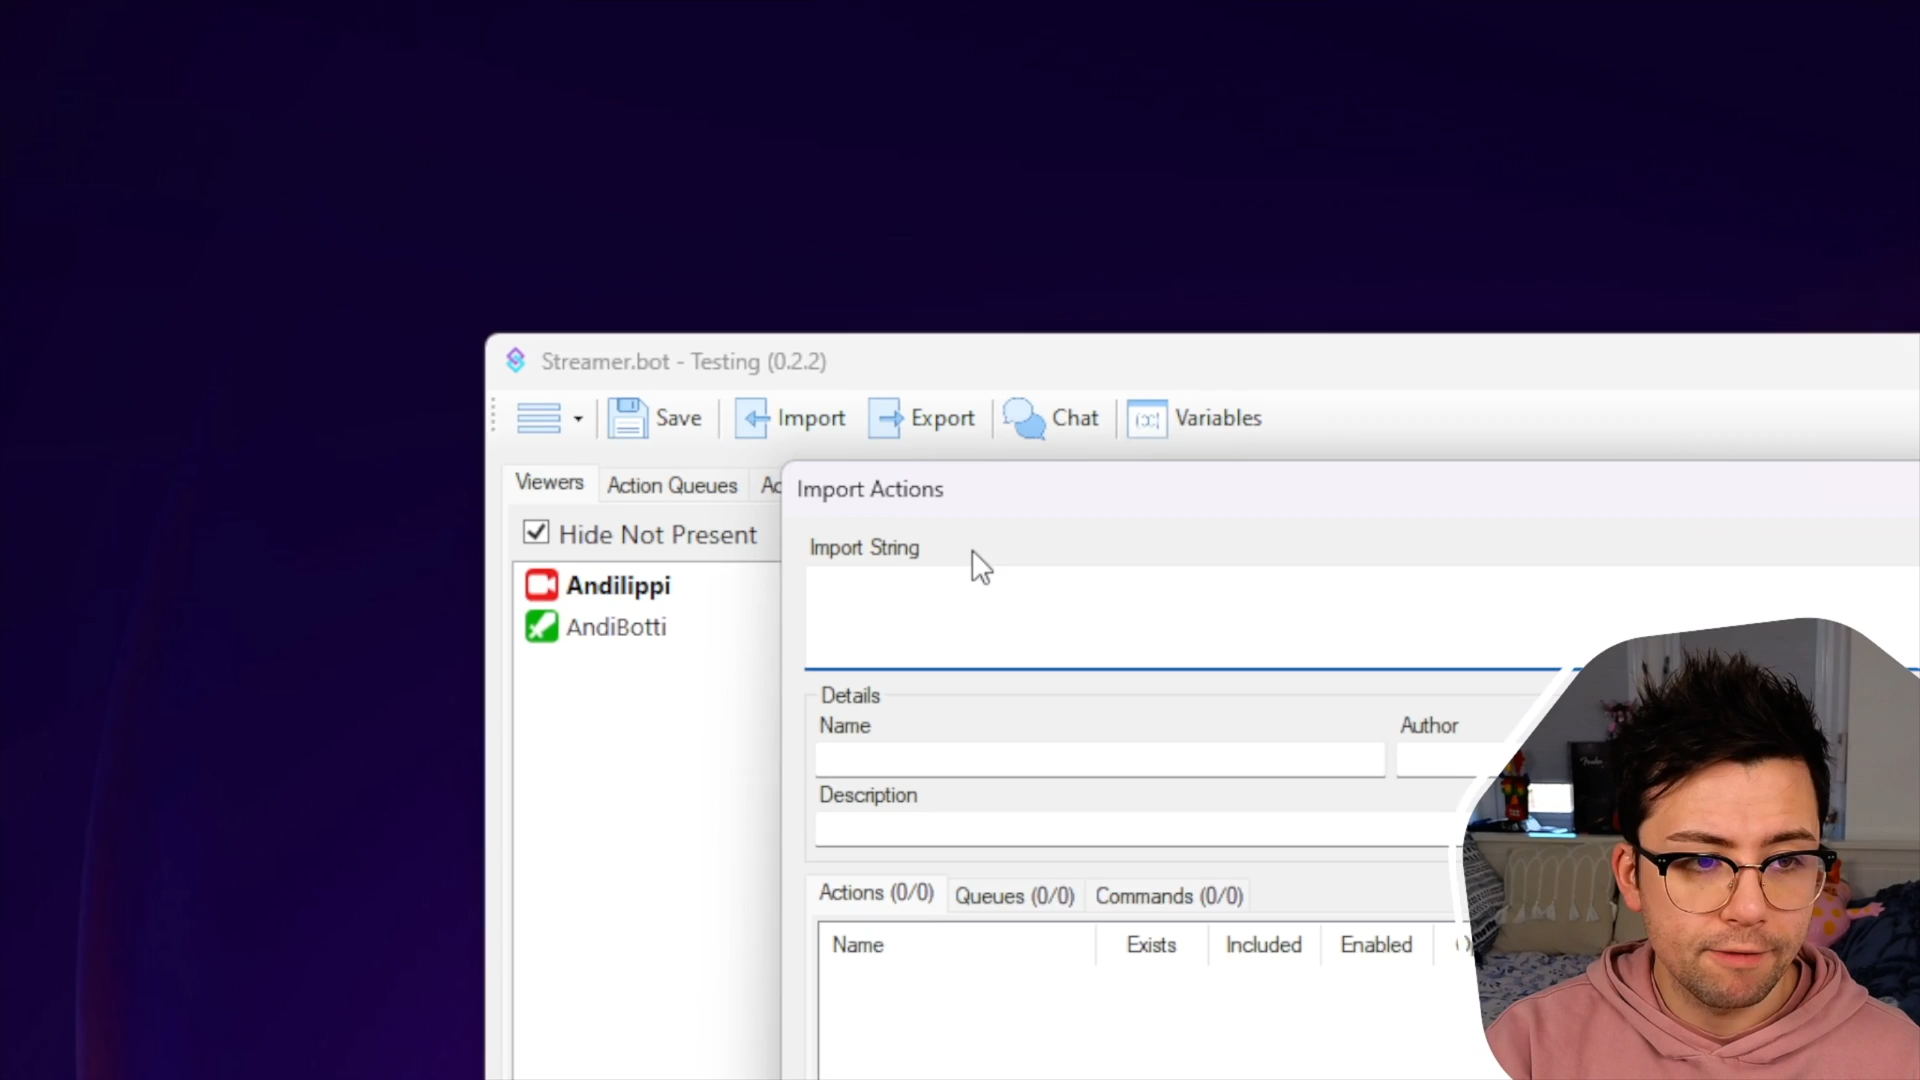 Streamer.bot - Testing (0.2.2)
Save
Import
Export
Chat
Variables
Viewers
Action Queues
Ac
Import Actions
Hide Not Present
Import String
Andilippi
AndiBotti
Details
Name
Author
Description
Actions (0/0)
Queues (0/0)
Commands (0/0)
Name
Exists
Included
Enabled
Fender